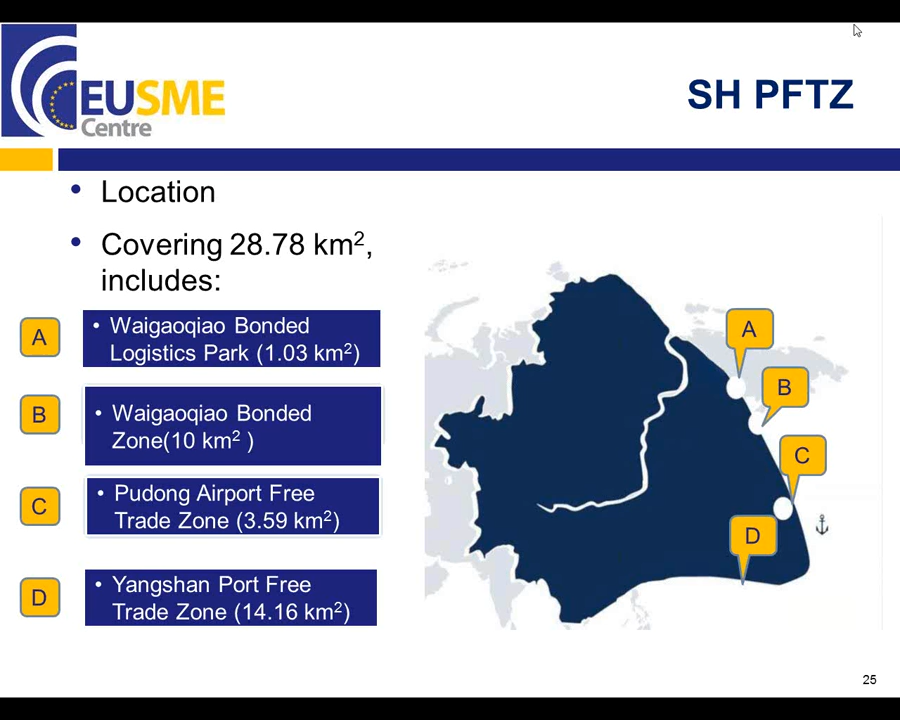 EUSME
Centre
SH PFTZ
• Location
• Covering 28.78 km²,
includes:
A
• Waigaoqiao Bonded
Logistics Park (1.03 km²)
B
• Waigaoqiao Bonded
Zone(10 km² )
C
• Pudong Airport Free
Trade Zone (3.59 km²)
D
• Yangshan Port Free
Trade Zone (14.16 km²)
A
B
C
D
25